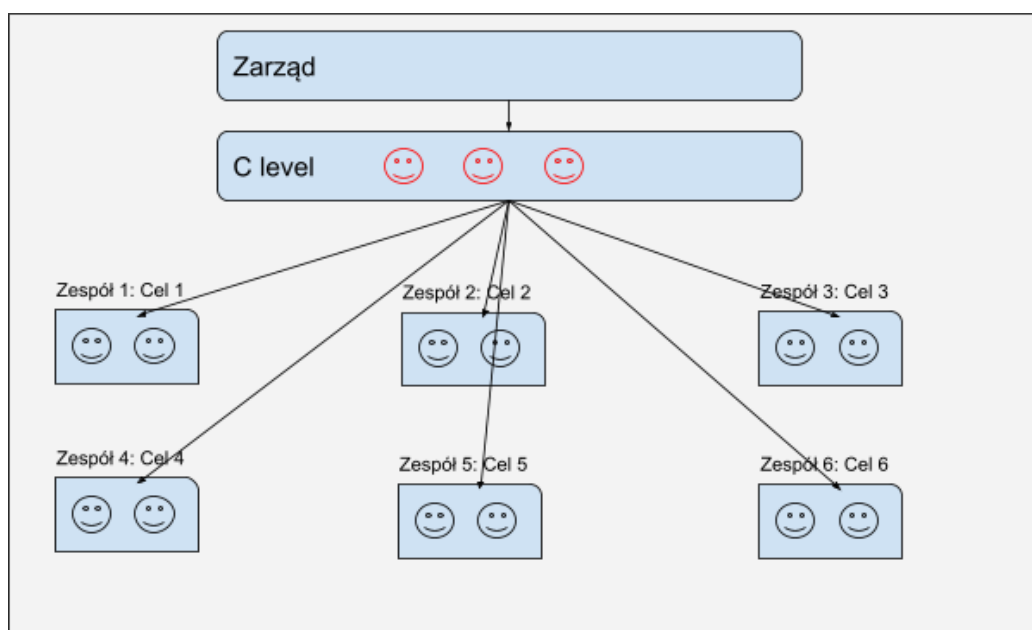 Zarząd
C level
Zespół 1: Cel 1
Zespół 2: Cel 2
Zespół 3: Cel 3
Zespół 4: Cel 4
Zespół 5: Cel 5
Zespół 6: Cel 6